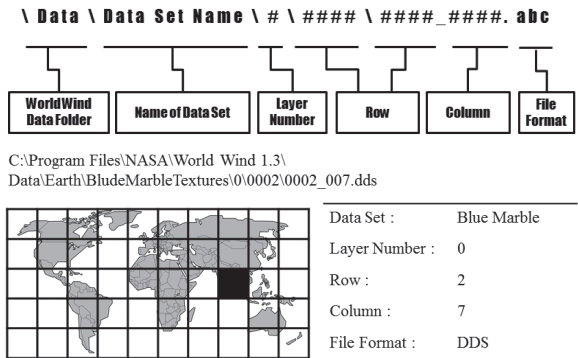 \ Data \ Data Set Name \ # \ #### \ ####_####. abc
WorldWind
Data Folder
Name of Data Set
Layer
Number
Row
Column
File
Format
C:\Program Files\NASA\World Wind 1.3\
Data\Earth\BludeMarbleTextures\0\0002\0002_007.dds
Data Set : Blue Marble
Layer Number : 0
Row : 2
Column : 7
File Format : DDS